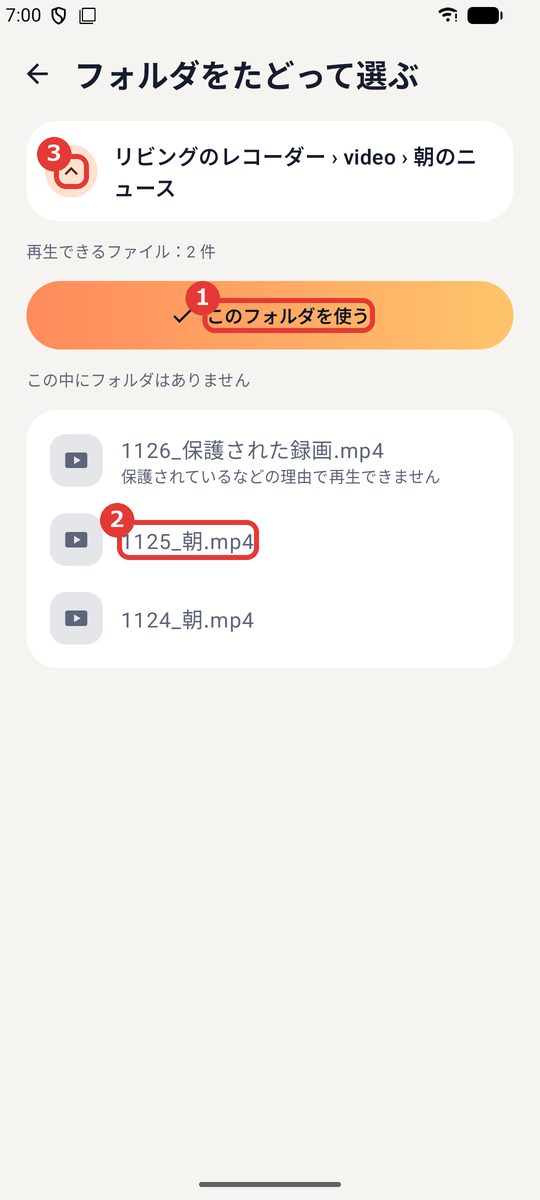 7:00
フォルダをたどって選ぶ
3
リビングのレコーダー › video › 朝のニ
ュース
再生できるファイル：2 件
1
このフォルダを使う
この中にフォルダはありません
1126_保護された録画.mp4
保護されているなどの理由で再生できません
2
1125_朝.mp4
1124_朝.mp4